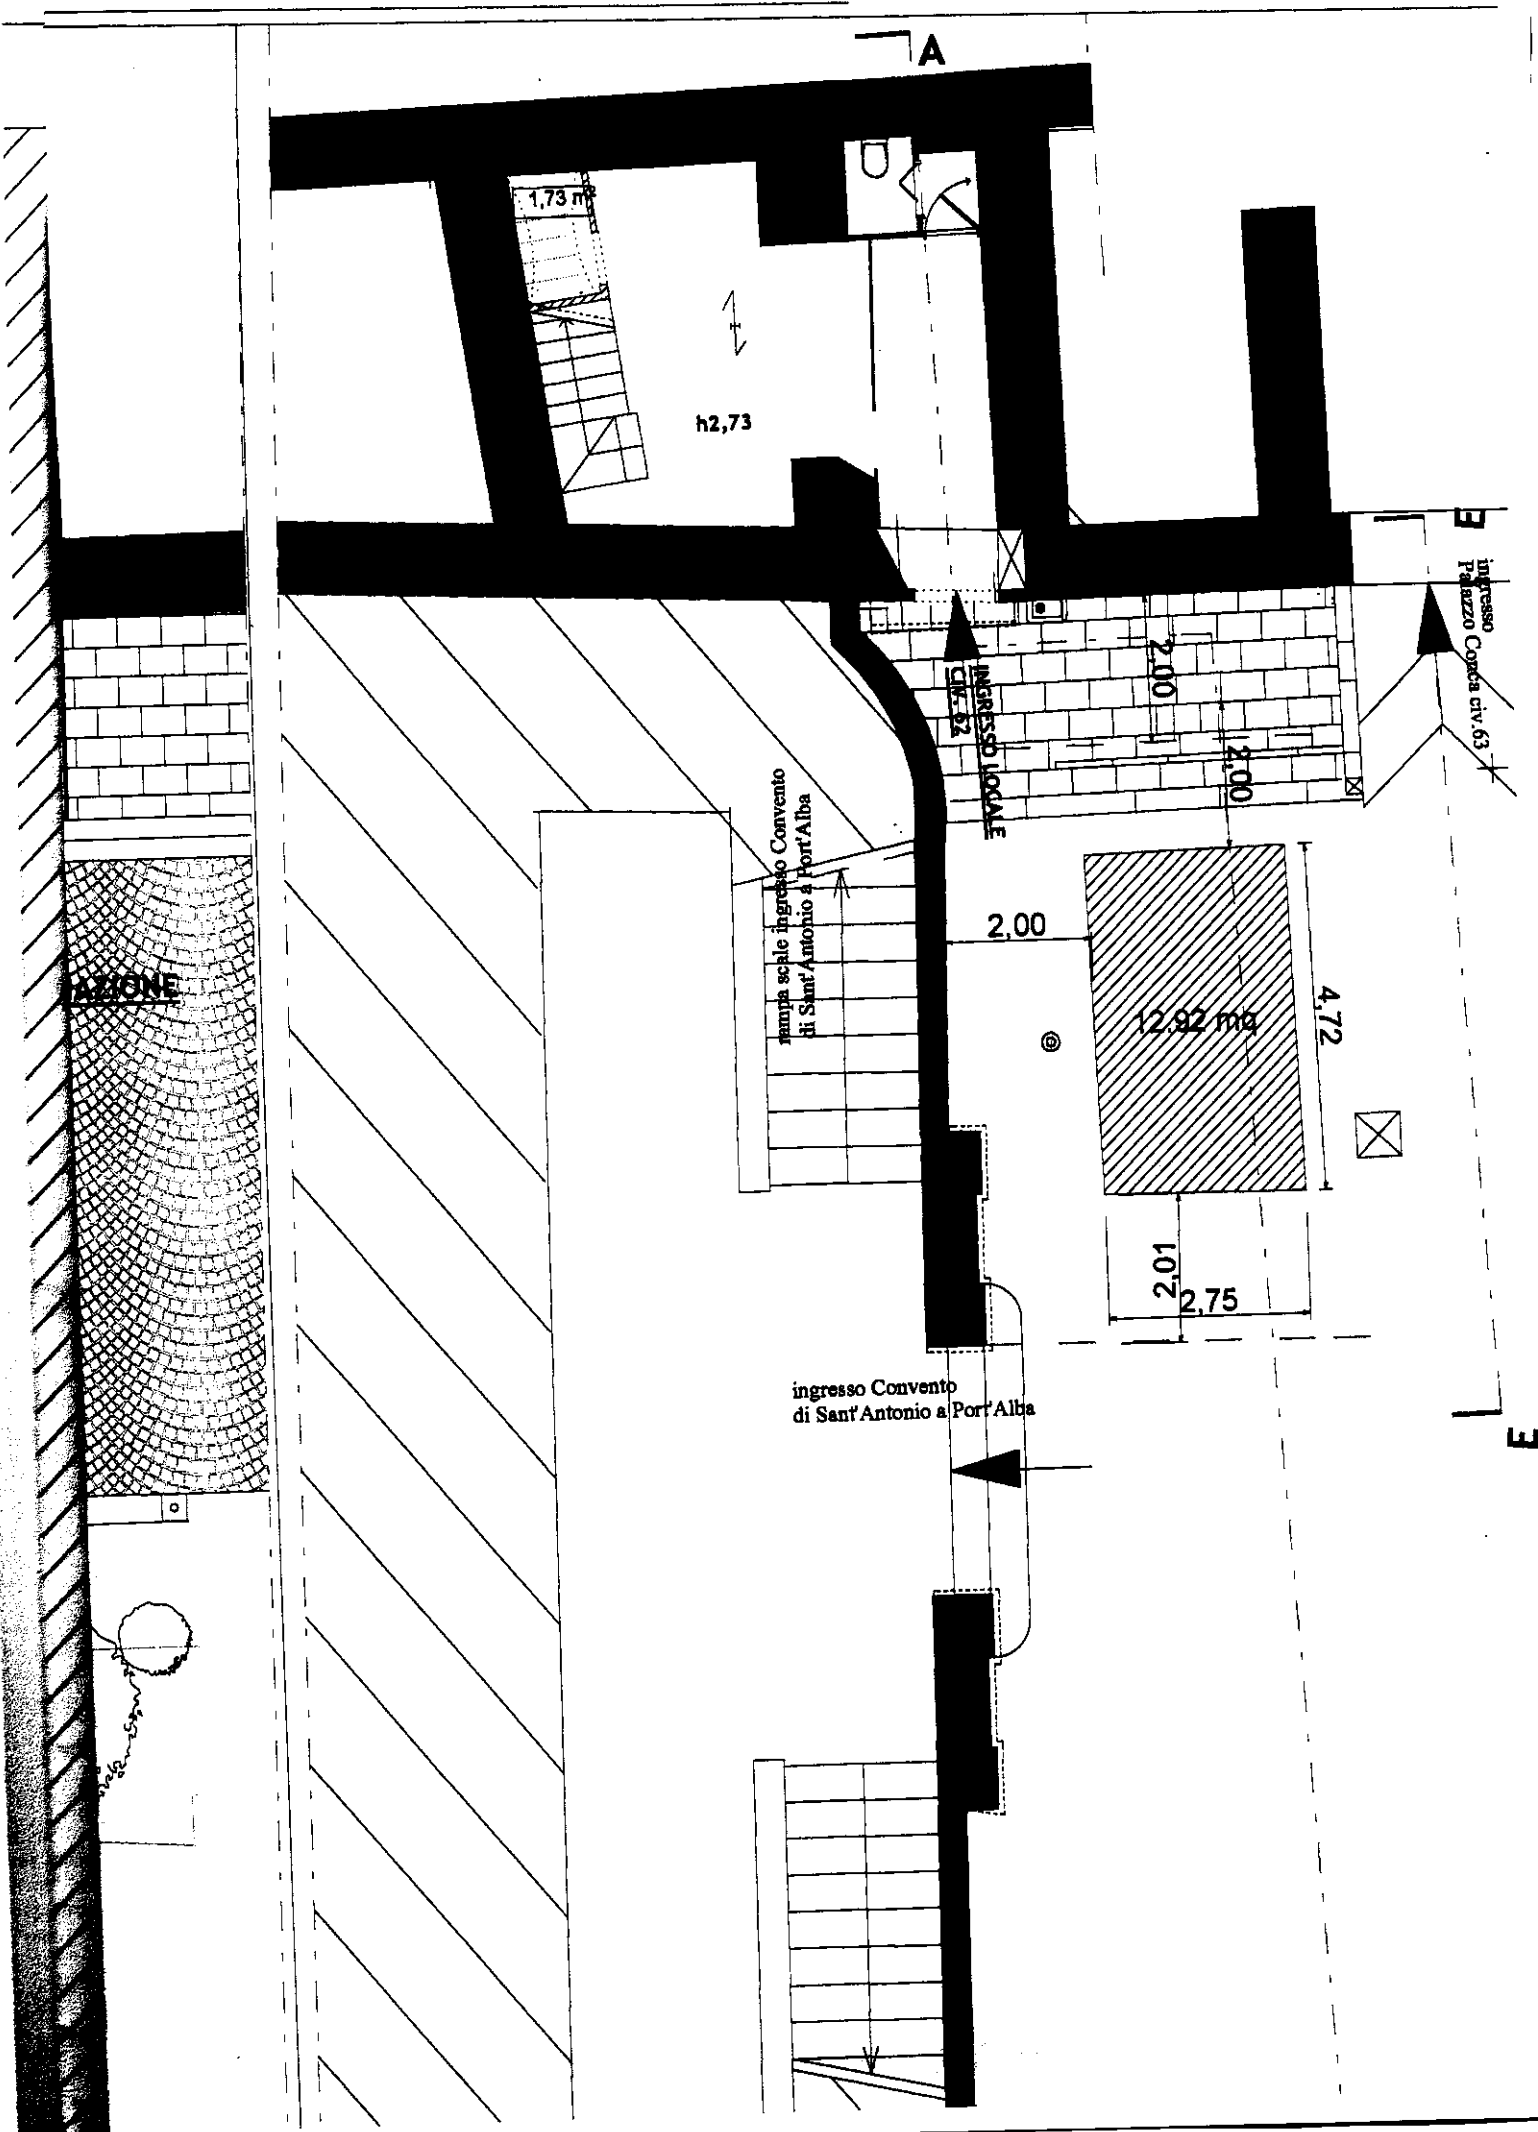 A
1,73 m²
h2,73
E
ingresso
Palazzo Conca civ.63
2,00
INGRESSO LOCALE
CIV. 62
2,00
rampa scale ingresso Convento
di Sant'Antonio a Port'Alba
2,00
AZIONE
12,92 mq
4,72
2,01
2,75
ingresso Convento
di Sant'Antonio a Port'Alba
E